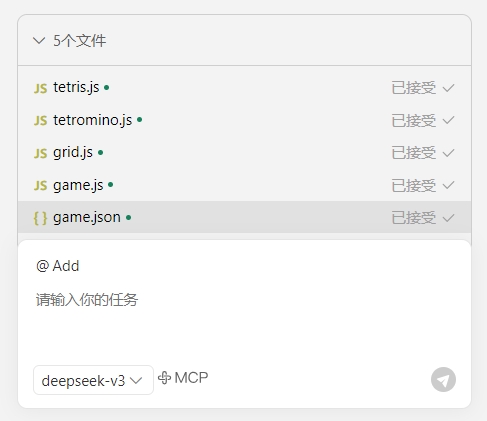 5个文件
JS tetris.js 已接受
JS tetromino.js 已接受
JS grid.js 已接受
JS game.js 已接受
{ } game.json 已接受
@ Add
请输入你的任务
deepseek-v3 MCP